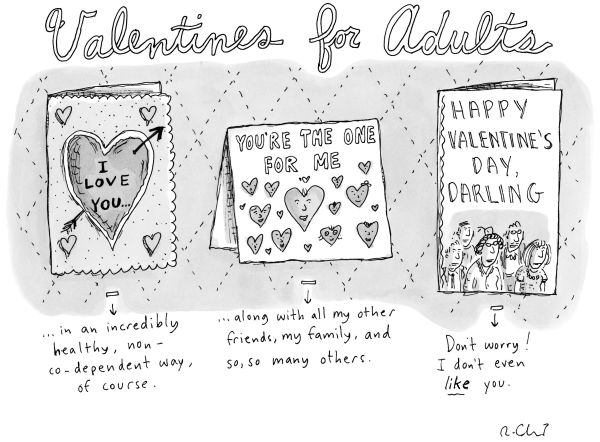 Valentines for Adults
I
LOVE
YOU...
YOU'RE THE ONE
FOR ME
HAPPY
VALENTINE'S
DAY,
DARLING
...in an incredibly
healthy, non-
co-dependent way,
of course.
...along with all my other
friends, my family, and
so, so many others.
Don't worry!
I don't even
like you.